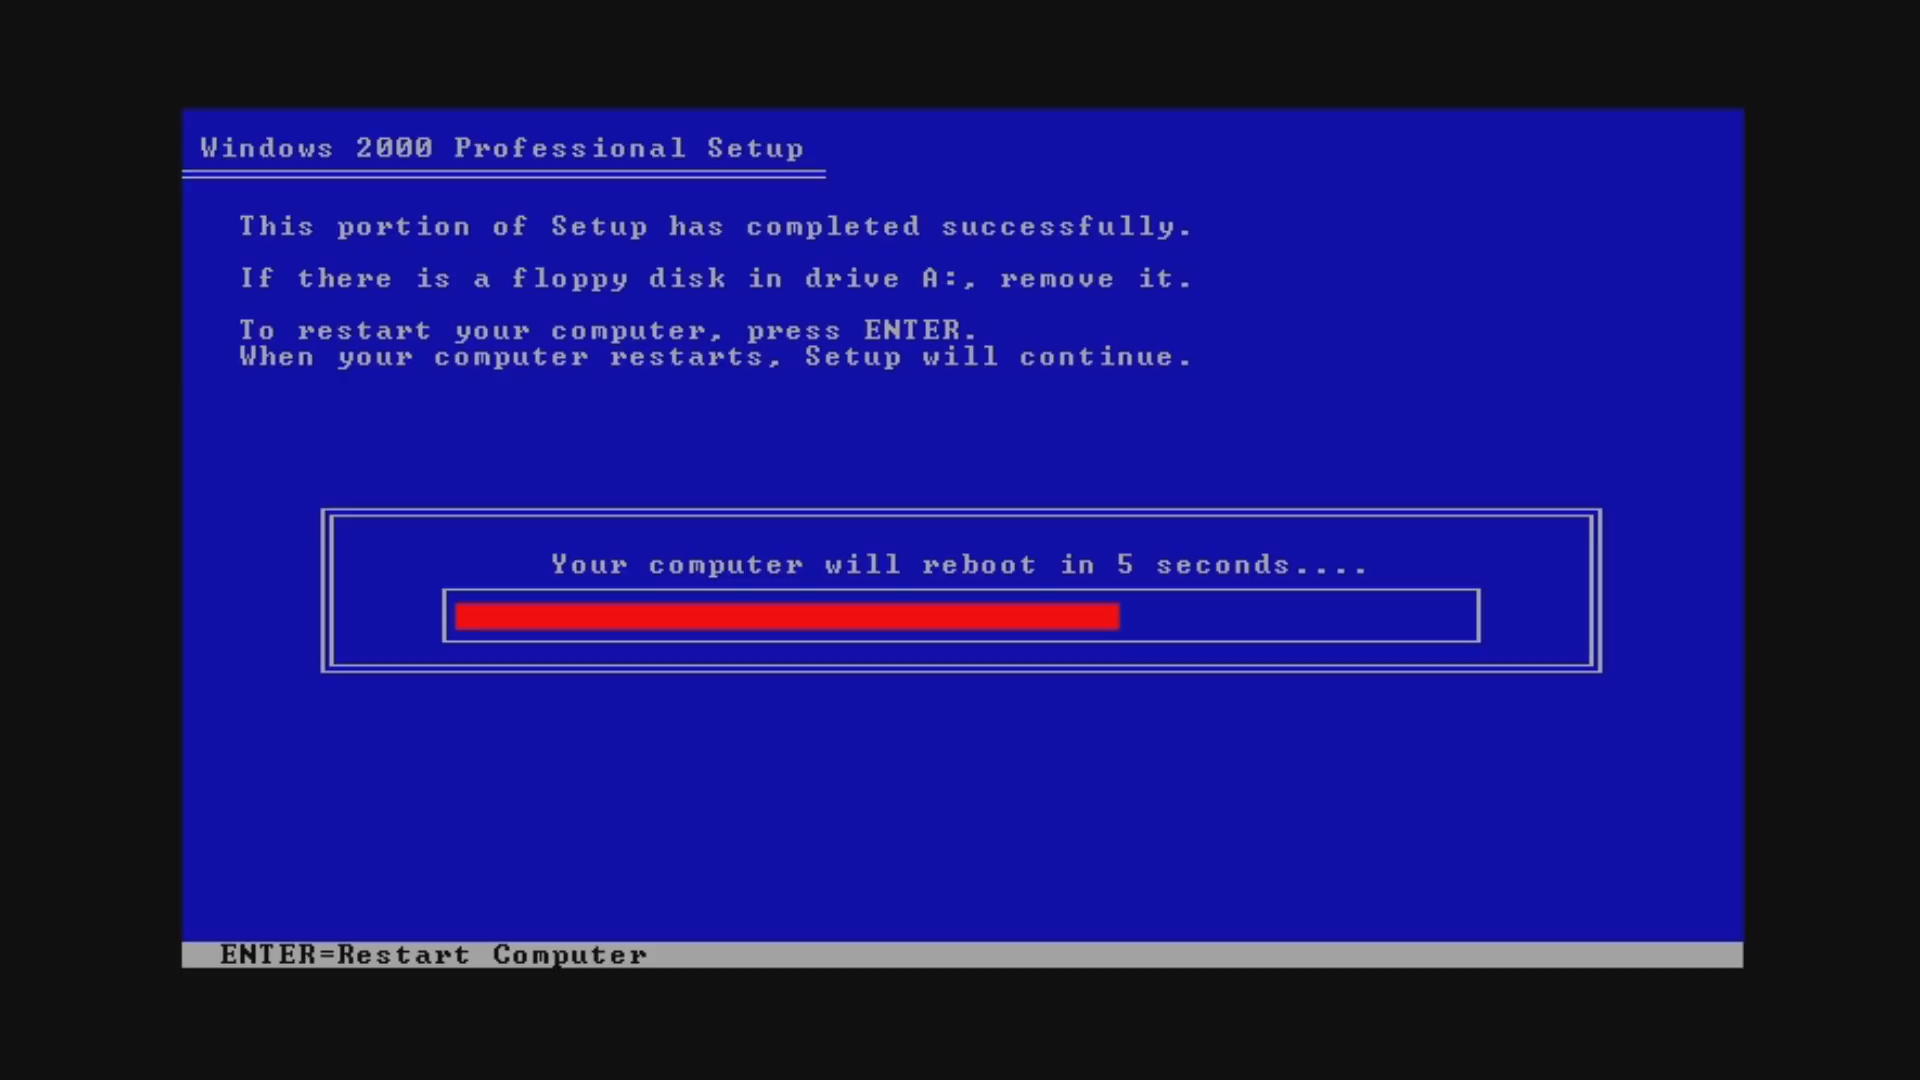 Windows 2000 Professional Setup
This portion of Setup has completed successfully.
If there is a floppy disk in drive A:, remove it.
To restart your computer, press ENTER.
When your computer restarts, Setup will continue.
Your computer will reboot in 5 seconds....
ENTER=Restart Computer